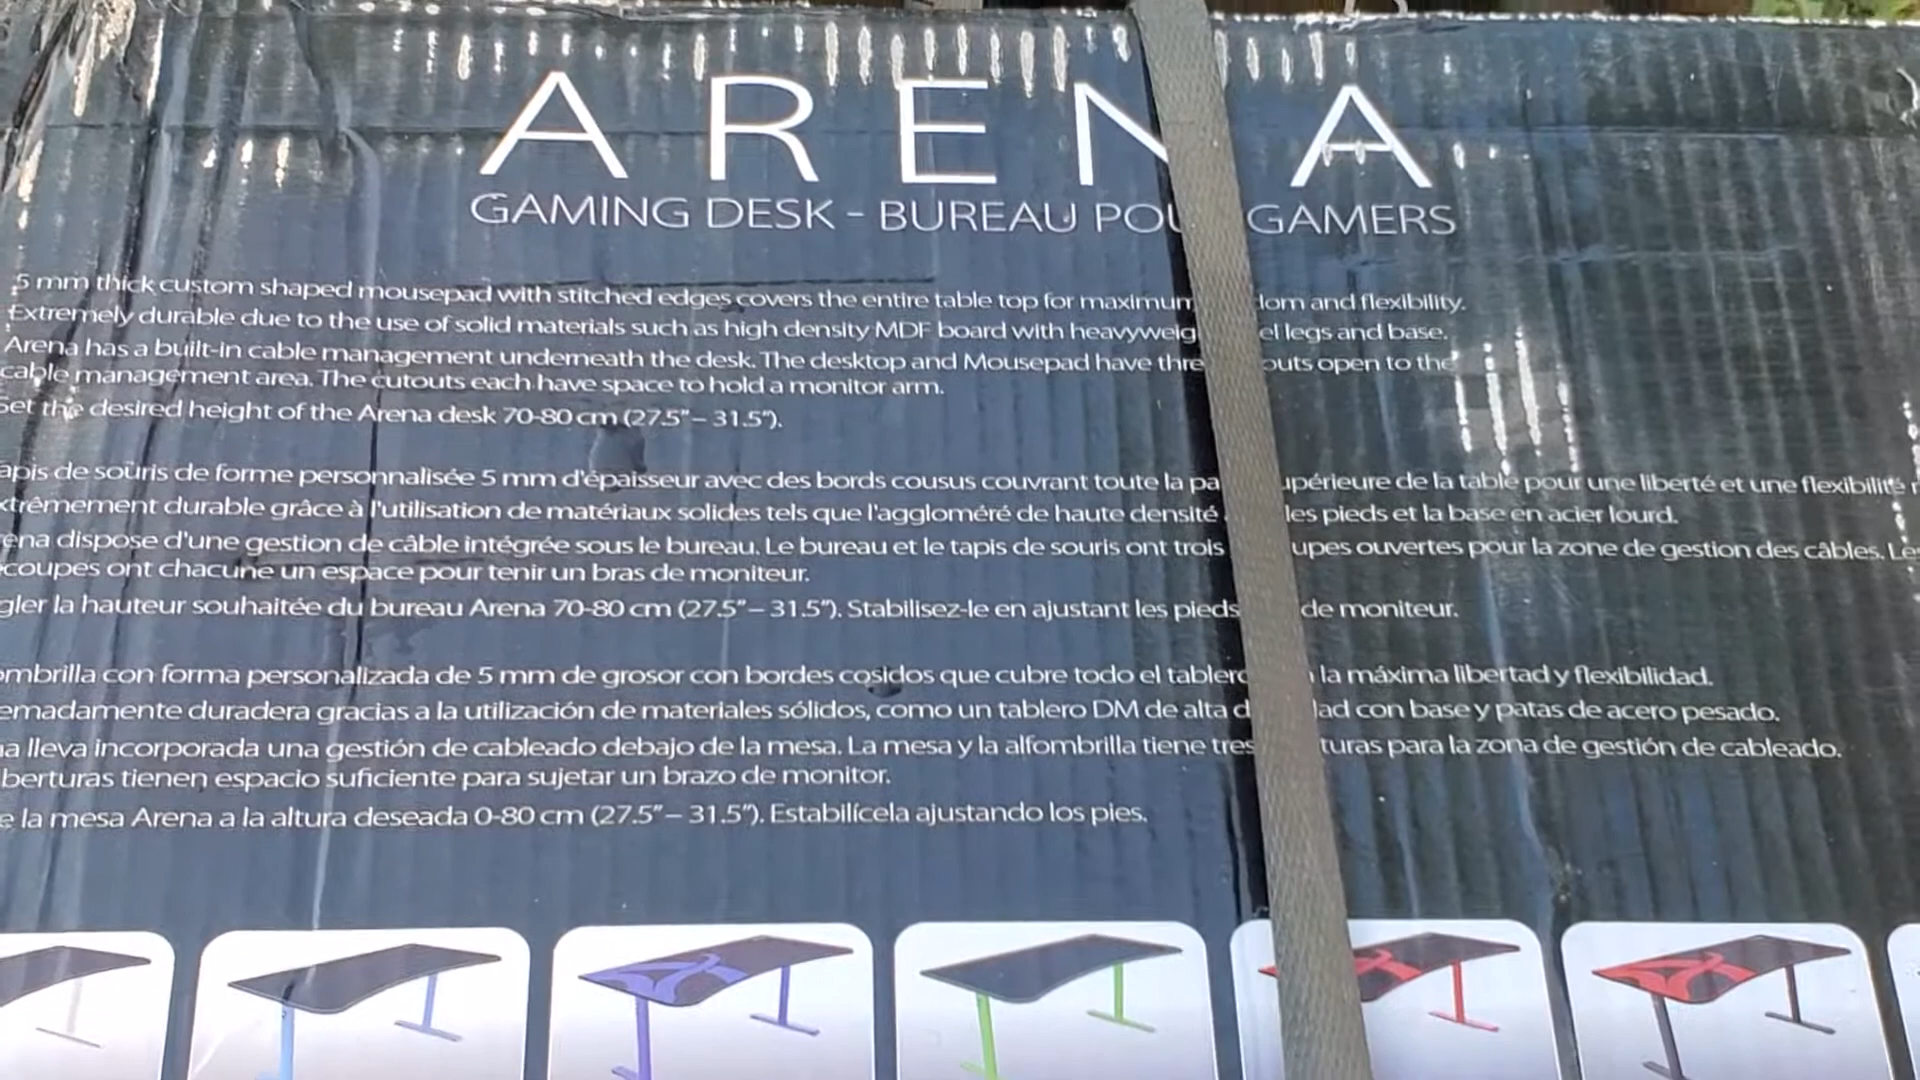 ARENA
GAMING DESK - BUREAU POU GAMERS
5 mm thick custom shaped mousepad with stitched edges covers the entire table top for maximum dom and flexibility.
Extremely durable due to the use of solid materials such as high density MDF board with heavyweig el legs and base.
Arena has a built-in cable management underneath the desk. The desktop and Mousepad have thre outs open to the
cable management area. The cutouts each have space to hold a monitor arm.
Set the desired height of the Arena desk 70-80 cm (27.5"– 31.5").
apis de souris de forme personnalisée 5 mm d'épaisseur avec des bords cousus couvrant toute la pa upérieure de la table pour une liberté et une flexibilité
xtrêmement durable grâce à l'utilisation de matériaux solides tels que l'aggloméré de haute densité les pieds et la base en acier lourd.
ena dispose d'une gestion de câble intégrée sous le bureau. Le bureau et le tapis de souris ont trois upes ouvertes pour la zone de gestion des câbles. Les
coupes ont chacune un espace pour tenir un bras de moniteur.
gler la hauteur souhaitée du bureau Arena 70-80 cm (27.5"– 31.5"). Stabilisez-le en ajustant les pieds de moniteur.
ombrilla con forma personalizada de 5 mm de grosor con bordes cosidos que cubre todo el tablero la máxima libertad y flexibilidad.
emadamente duradera gracias a la utilización de materiales sólidos, como un tablero DM de alta d dad con base y patas de acero pesado.
na lleva incorporada una gestión de cableado debajo de la mesa. La mesa y la alfombrilla tiene tres turas para la zona de gestión de cableado.
berturas tienen espacio suficiente para sujetar un brazo de monitor.
e la mesa Arena a la altura deseada 0-80 cm (27.5"– 31.5"). Estabilícela ajustando los pies.